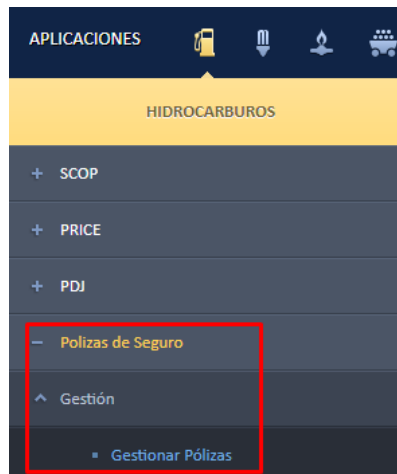 APLICACIONES
HIDROCARBUROS
+ SCOP
+ PRICE
+ PDJ
− Polizas de Seguro
^ Gestión
▪ Gestionar Pólizas